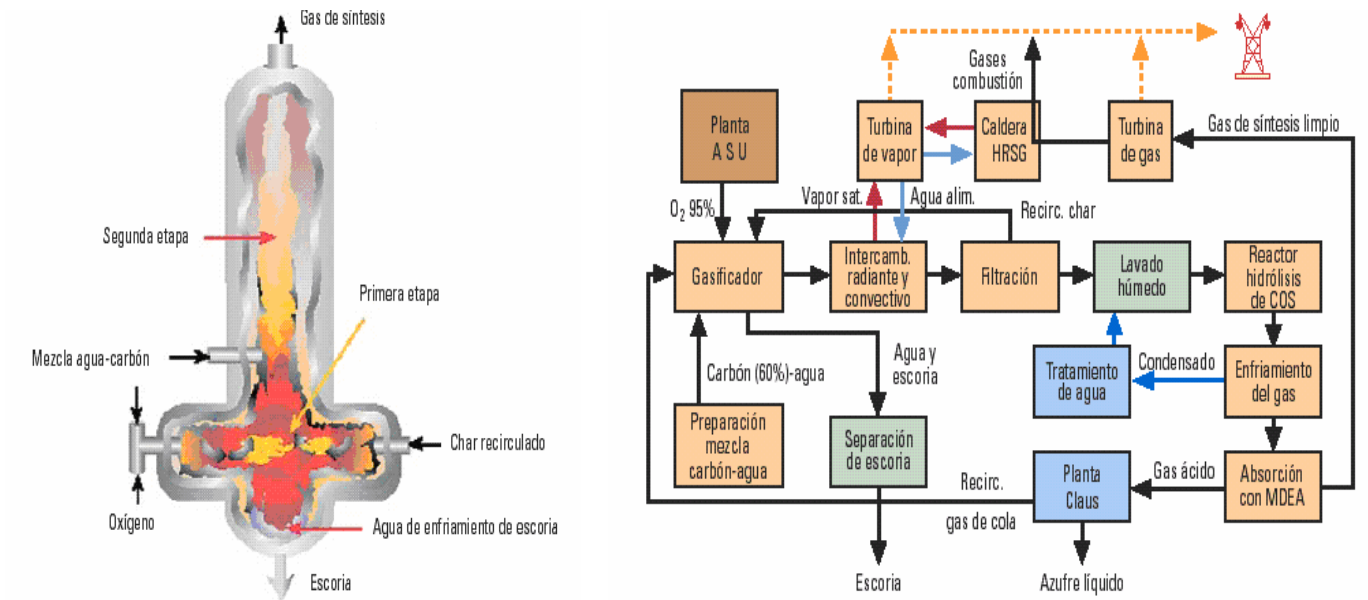 Gas de síntesis
Segunda etapa
Primera etapa
Mezcla agua-carbón
Char recirculado
Oxígeno
Agua de enfriamiento de escoria
Escoria
Gases
combustión
Planta
A S U
Turbina
de vapor
Caldera
HRSG
Turbina
de gas
Gas de síntesis limpio
O2 95%
Vapor sat.
Agua alim.
Recirc. char
Gasificador
Intercamb.
radiante y
convectivo
Filtración
Lavado
húmedo
Reactor
hidrólisis
de COS
Carbón (60%)-agua
Agua y
escoria
Tratamiento
de agua
Condensado
Enfriamiento
del gas
Preparación
mezcla
carbón-agua
Separación
de escoria
Recirc.
gas de cola
Planta
Claus
Gas ácido
Absorción
con MDEA
Escoria
Azufre líquido